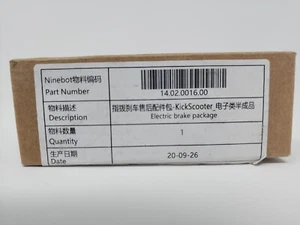 Ninebot物料编码
Part Number
14.02.0016.00
物料描述
Description
指拨刹车售后配件包-KickScooter_电子类半成品
Electric brake package
物料数量
Quantity
1
生产日期
Date
20-09-26